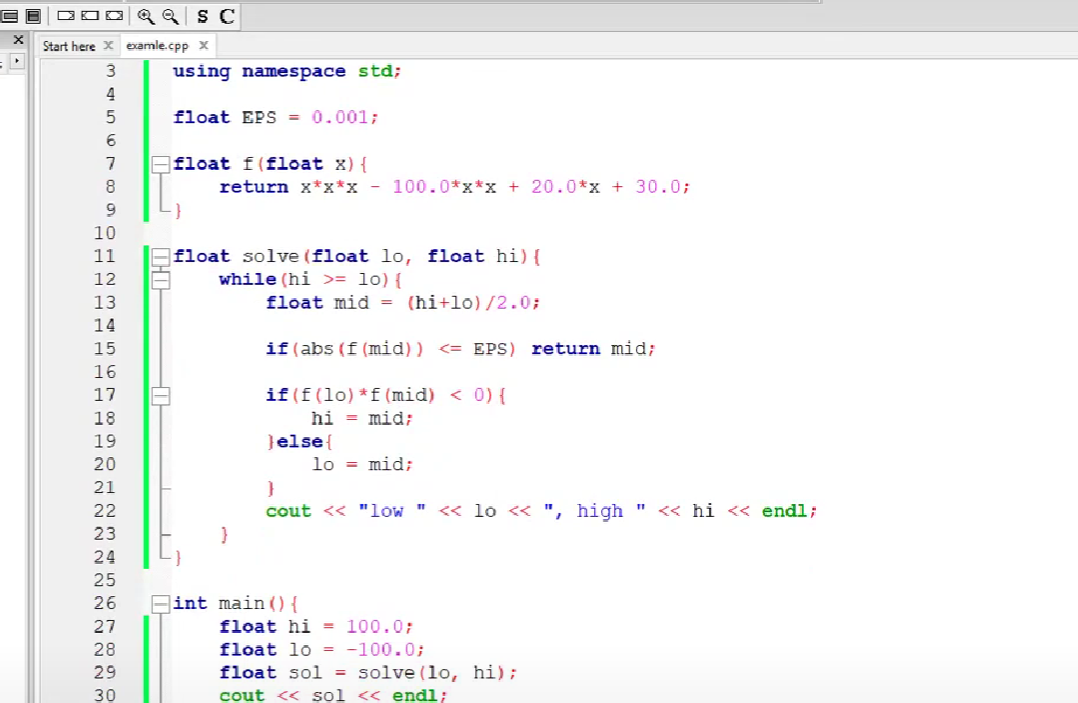 S C
Start here
examle.cpp
3 using namespace std;
4
5 float EPS = 0.001;
6
7 float f(float x){
8 return x*x*x - 100.0*x*x + 20.0*x + 30.0;
9 }
10
11 float solve(float lo, float hi){
12 while(hi >= lo){
13 float mid = (hi+lo)/2.0;
14
15 if(abs(f(mid)) <= EPS) return mid;
16
17 if(f(lo)*f(mid) < 0){
18 hi = mid;
19 }else{
20 lo = mid;
21 }
22 cout << "low " << lo << ", high " << hi << endl;
23 }
24 }
25
26 int main(){
27 float hi = 100.0;
28 float lo = -100.0;
29 float sol = solve(lo, hi);
30 cout << sol << endl;